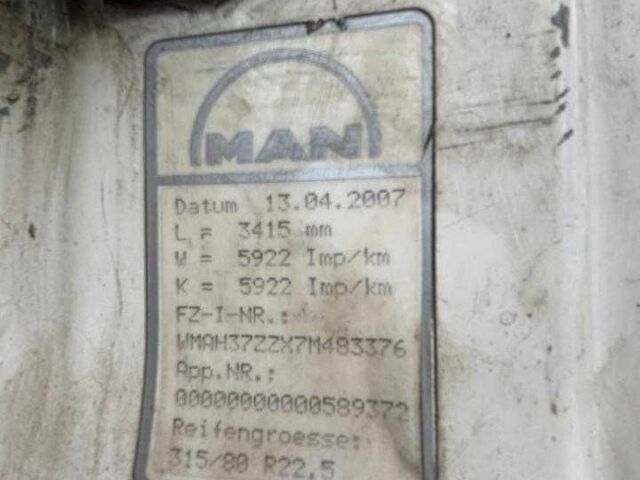 MAN
Datum 13.04.2007
L = 3415 mm
W = 5922 Imp/km
K = 5922 Imp/km
FZ-I-NR.:
WMAH37ZZX7M483376
App.NR.:
00000000000589372
Reifengroesse:
315/80 R22.5